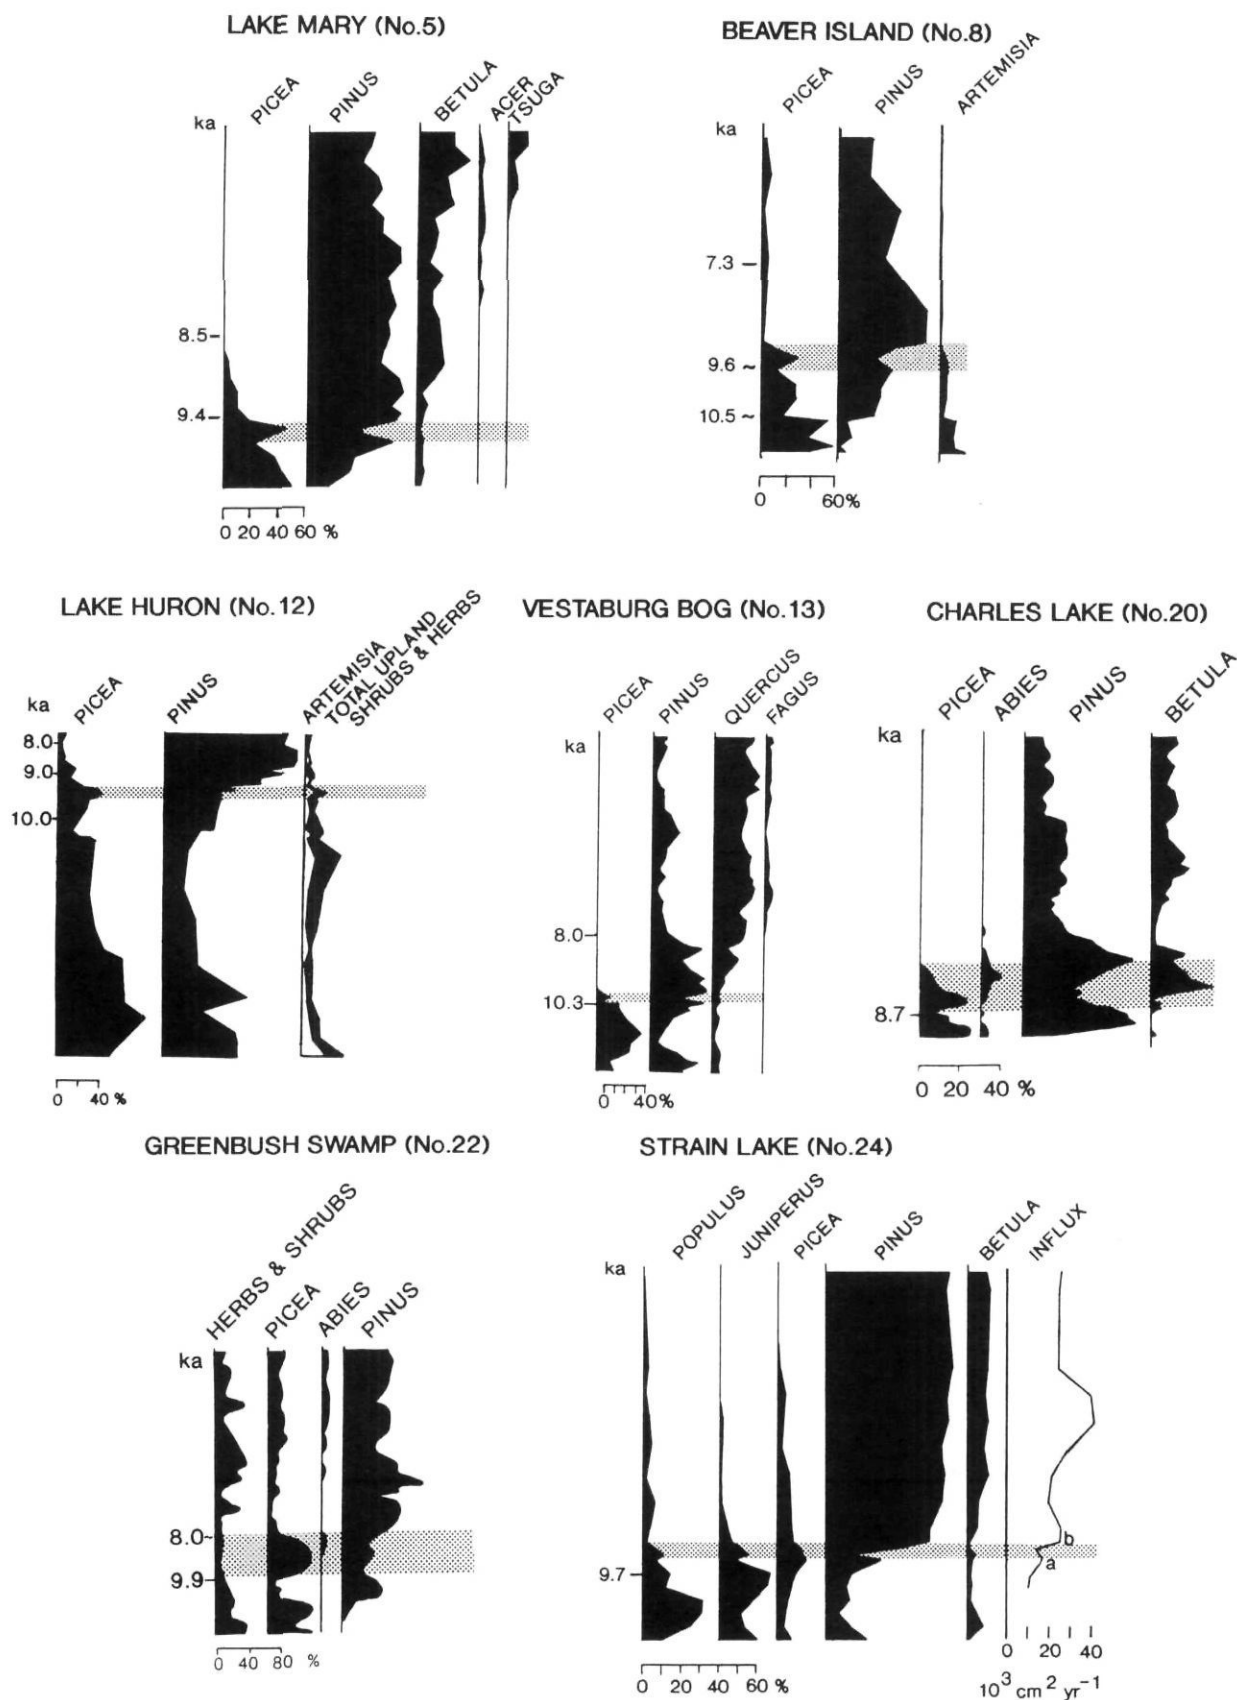 LAKE MARY (No.5)
PICEA
PINUS
BETULA
ACER
TSUGA
ka
8.5
9.4
0 20 40 60 %
BEAVER ISLAND (No.8)
PICEA
PINUS
ARTEMISIA
ka
7.3
9.6 ~
10.5 ~
0 60%
LAKE HURON (No.12)
PICEA
PINUS
ARTEMISIA
TOTAL UPLAND
SHRUBS & HERBS
ka
8.0
9.0
10.0
0 40 %
VESTABURG BOG (No.13)
PICEA
PINUS
QUERCUS
FAGUS
ka
8.0
10.3
0 40%
CHARLES LAKE (No.20)
PICEA
ABIES
PINUS
BETULA
ka
8.7
0 20 40 %
GREENBUSH SWAMP (No.22)
HERBS & SHRUBS
PICEA
ABIES
PINUS
ka
8.0~
9.9
0 40 80 %
STRAIN LAKE (No.24)
POPULUS
JUNIPERUS
PICEA
PINUS
BETULA
INFLUX
ka
b
a
9.7
0 20 40 60 %
0 20 40
10³ cm² yr⁻¹